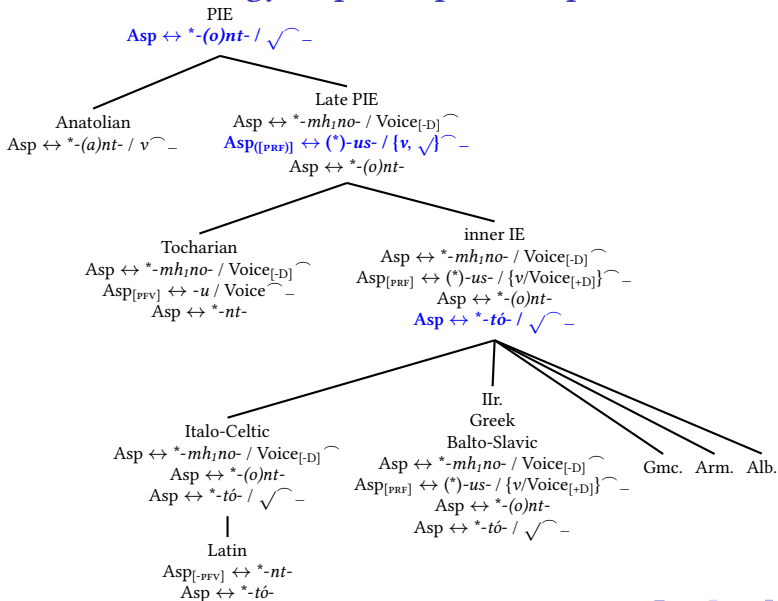 PIE
Asp ↔ *-(o)nt- / √⁀ _
Anatolian
Asp ↔ *-(a)nt- / v⁀ _
Late PIE
Asp ↔ *-mh₁no- / Voice[-D]⁀
Asp([PRF)] ↔ (*)-us- / {v, √}⁀ _
Asp ↔ *-(o)nt-
Tocharian
Asp ↔ *-mh₁no- / Voice[-D]⁀
Asp[PFV] ↔ -u / Voice⁀ _
Asp ↔ *-nt-
inner IE
Asp ↔ *-mh₁no- / Voice[-D]⁀
Asp[PRF] ↔ (*)-us- / {v/Voice[+D]}⁀ _
Asp ↔ *-(o)nt-
Asp ↔ *-tó- / √⁀ _
Italo-Celtic
Asp ↔ *-mh₁no- / Voice[-D]⁀
Asp ↔ *-(o)nt-
Asp ↔ *-tó- / √⁀ _
Latin
Asp[-PFV] ↔ *-nt-
Asp ↔ *-tó-
IIr.
Greek
Balto-Slavic
Asp ↔ *-mh₁no- / Voice[-D]⁀
Asp[PRF] ↔ (*)-us- / {v/Voice[+D]}⁀ _
Asp ↔ *-(o)nt-
Asp ↔ *-tó- / √⁀ _
Gmc.
Arm.
Alb.